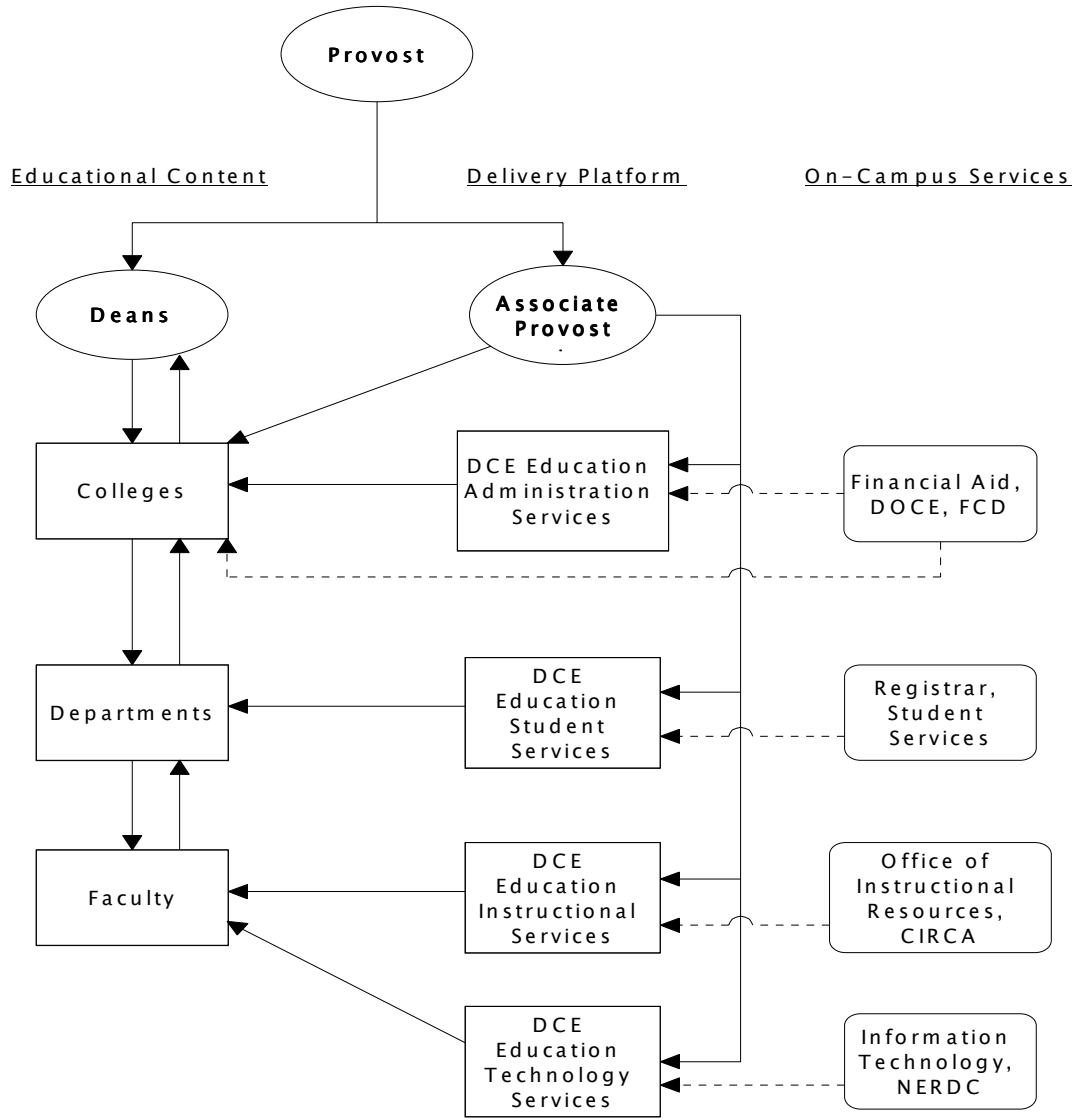 Provost
Educational Content
Delivery Platform
On-Campus Services
Deans
Associate
Provost
.
Colleges
DCE Education
Administration
Services
Financial Aid,
DOCE, FCD
Departments
DCE
Education
Student
Services
Registrar,
Student
Services
Faculty
DCE
Education
Instructional
Services
Office of
Instructional
Resources,
CIRCA
DCE
Education
Technology
Services
Information
Technology,
NERDC